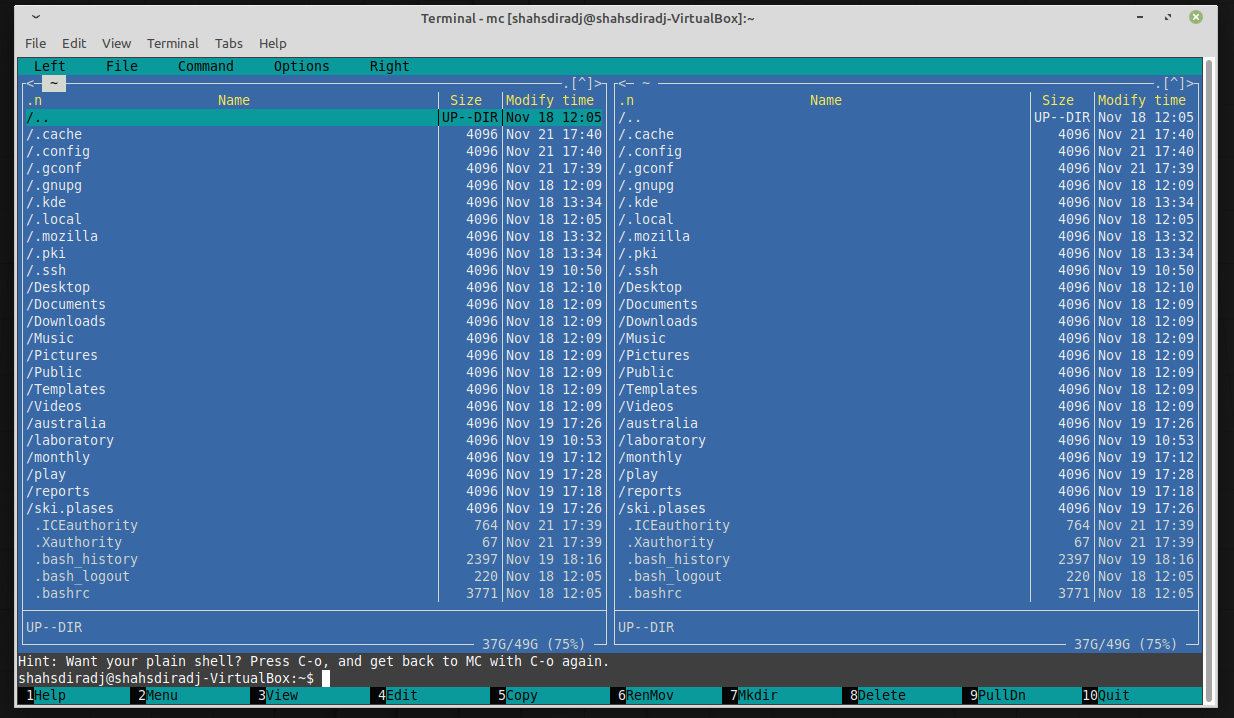 Terminal - mc [shahsdiradj@shahsdiradj-VirtualBox]:~
File Edit View Terminal Tabs Help
Left File Command Options Right
<─ ~ ─.[^]>┐ <─ ~ ─.[^]>┐
.n Name Size Modify time .n Name Size Modify time
/.. UP--DIR Nov 18 12:05 /.. UP--DIR Nov 18 12:05
/.cache 4096 Nov 21 17:40 /.cache 4096 Nov 21 17:40
/.config 4096 Nov 21 17:40 /.config 4096 Nov 21 17:40
/.gconf 4096 Nov 21 17:39 /.gconf 4096 Nov 21 17:39
/.gnupg 4096 Nov 18 12:09 /.gnupg 4096 Nov 18 12:09
/.kde 4096 Nov 18 13:34 /.kde 4096 Nov 18 13:34
/.local 4096 Nov 18 12:05 /.local 4096 Nov 18 12:05
/.mozilla 4096 Nov 18 13:32 /.mozilla 4096 Nov 18 13:32
/.pki 4096 Nov 18 13:34 /.pki 4096 Nov 18 13:34
/.ssh 4096 Nov 19 10:50 /.ssh 4096 Nov 19 10:50
/Desktop 4096 Nov 18 12:10 /Desktop 4096 Nov 18 12:10
/Documents 4096 Nov 18 12:09 /Documents 4096 Nov 18 12:09
/Downloads 4096 Nov 18 12:09 /Downloads 4096 Nov 18 12:09
/Music 4096 Nov 18 12:09 /Music 4096 Nov 18 12:09
/Pictures 4096 Nov 18 12:09 /Pictures 4096 Nov 18 12:09
/Public 4096 Nov 18 12:09 /Public 4096 Nov 18 12:09
/Templates 4096 Nov 18 12:09 /Templates 4096 Nov 18 12:09
/Videos 4096 Nov 18 12:09 /Videos 4096 Nov 18 12:09
/australia 4096 Nov 19 17:26 /australia 4096 Nov 19 17:26
/laboratory 4096 Nov 19 10:53 /laboratory 4096 Nov 19 10:53
/monthly 4096 Nov 19 17:12 /monthly 4096 Nov 19 17:12
/play 4096 Nov 19 17:28 /play 4096 Nov 19 17:28
/reports 4096 Nov 19 17:18 /reports 4096 Nov 19 17:18
/ski.plases 4096 Nov 19 17:26 /ski.plases 4096 Nov 19 17:26
.ICEauthority 764 Nov 21 17:39 .ICEauthority 764 Nov 21 17:39
.Xauthority 67 Nov 21 17:39 .Xauthority 67 Nov 21 17:39
.bash_history 2397 Nov 19 18:16 .bash_history 2397 Nov 19 18:16
.bash_logout 220 Nov 18 12:05 .bash_logout 220 Nov 18 12:05
.bashrc 3771 Nov 18 12:05 .bashrc 3771 Nov 18 12:05
UP--DIR UP--DIR
37G/49G (75%) 37G/49G (75%)
Hint: Want your plain shell? Press C-o, and get back to MC with C-o again.
shahsdiradj@shahsdiradj-VirtualBox:~$
1Help 2Menu 3View 4Edit 5Copy 6RenMov 7Mkdir 8Delete 9PullDn 10Quit